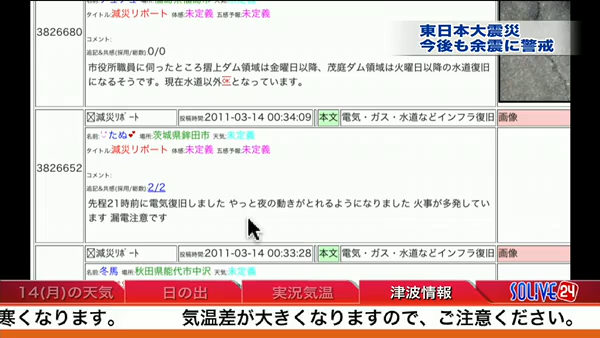 東日本大震災
今後も余震に警戒
3826680
タイトル:減災リポート 体感:未定義 五感予報:未定義
コメント:
追記&共感(採用/総数) 0/0
市役所職員に伺ったところ摺上ダム領域は金曜日以降、茂庭ダム領域は火曜日以降の水道復旧
になるそうです。現在水道以外OKとなっています。
減災ﾘﾎﾟｰﾄ 投稿時間 2011-03-14 00:34:09 本文 電気・ガス・水道などインフラ復旧 画像
3826652
名前:たぬ 場所:茨城県鉾田市 天気:未定義
タイトル:減災リポート 体感:未定義 五感予報:未定義
コメント:
追記&共感(採用/総数) 2/2
先程21時前に電気復旧しました やっと夜の動きがとれるようになりました 火事が多発してい
ます 漏電注意です
減災ﾘﾎﾟｰﾄ 投稿時間 2011-03-14 00:33:28 本文 電気・ガス・水道などインフラ復旧 画像
名前:冬馬 場所:秋田県能代市中沢 天気:未定義
14(月)の天気 日の出 実況気温 津波情報 SOLiVE24
寒くなります。 気温差が大きくなりますので、ご注意ください。